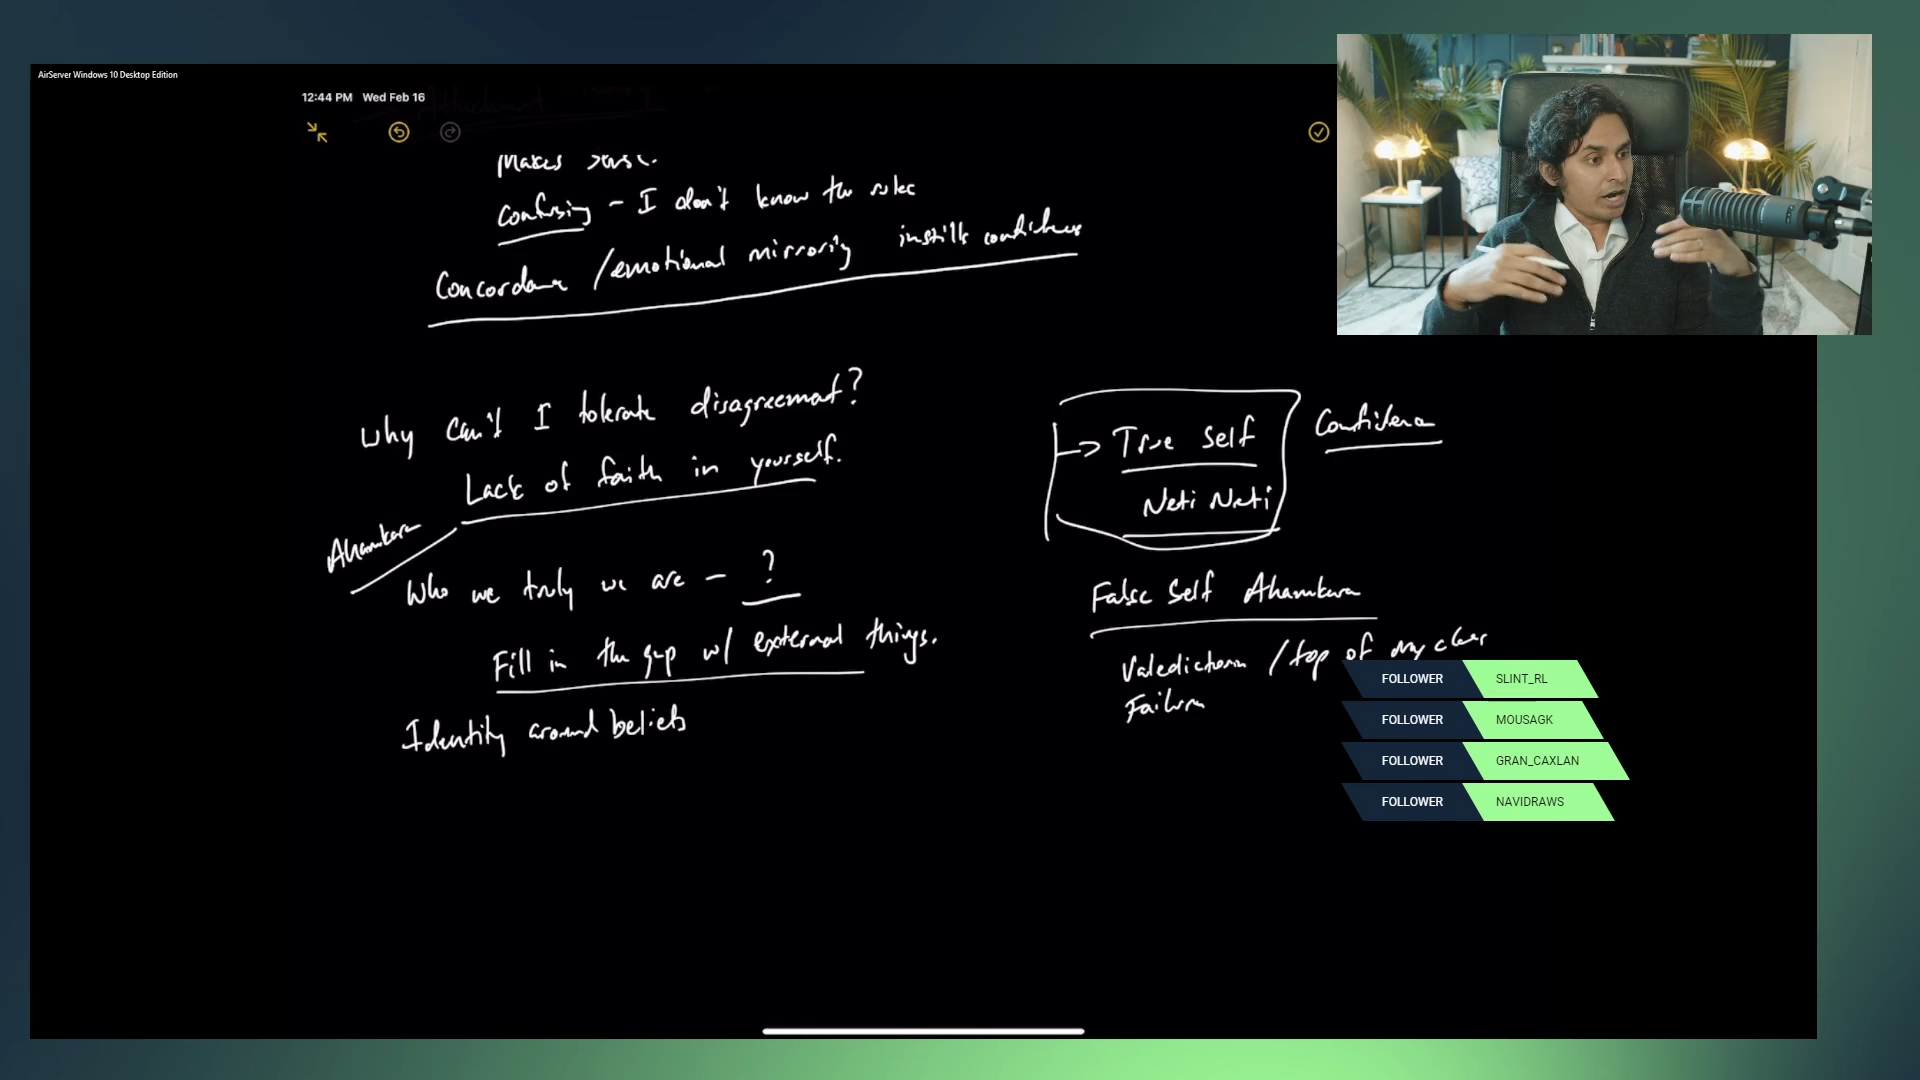 AirServer Windows 10 Desktop Edition
12:44 PM Wed Feb 16
Makes sense.
Confusing - I don't know the rules
Concordance / emotional mirroring instills confidence
Why can't I tolerate disagreement?
Lack of faith in yourself.
Ahamkara
Who we truly we are - ?
Fill in the gap w/ external things.
Identity around beliefs
True Self
Neti Neti
Confidence
False Self Ahamkara
Valedictorian / top of my class
Failure
FOLLOWER SLINT_RL
FOLLOWER MOUSAGK
FOLLOWER GRAN_CAXLAN
FOLLOWER NAVIDRAWS